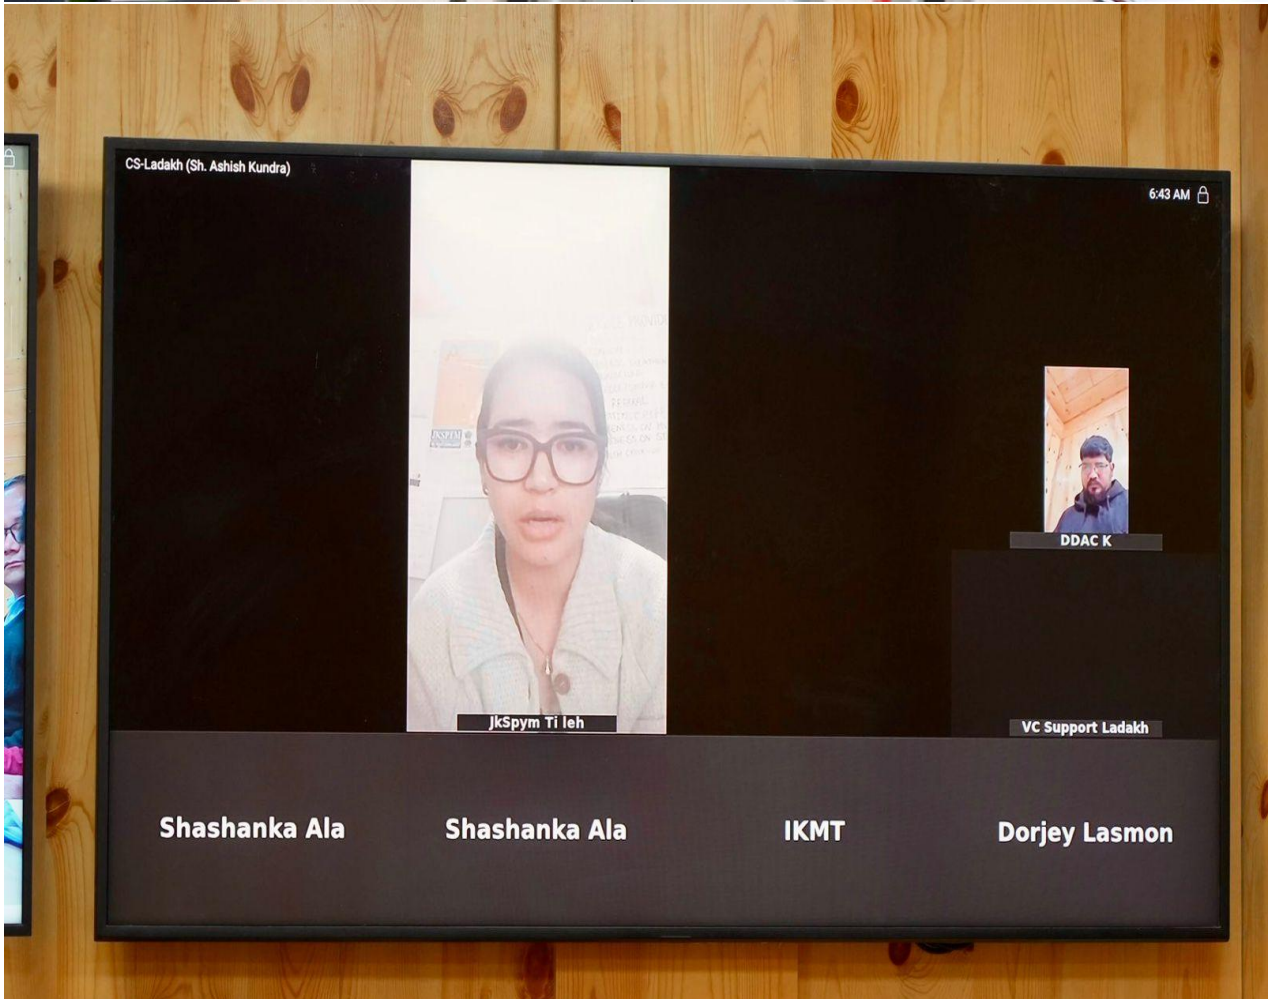 CS-Ladakh (Sh. Ashish Kundra)
6:43 AM
JKSPYM
JkSpym Ti leh
DDAC K
VC Support Ladakh
Shashanka Ala
Shashanka Ala
IKMT
Dorjey Lasmon